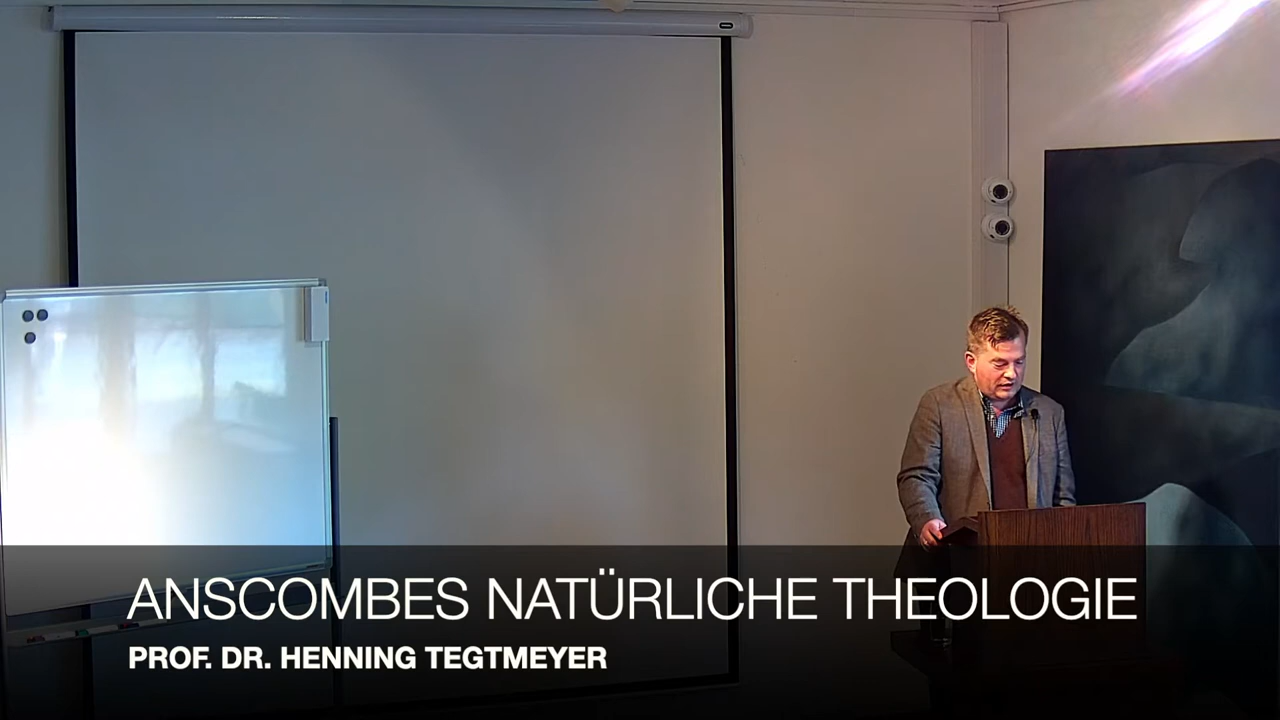 ANSCOMBES NATÜRLICHE THEOLOGIE
PROF. DR. HENNING TEGTMEYER